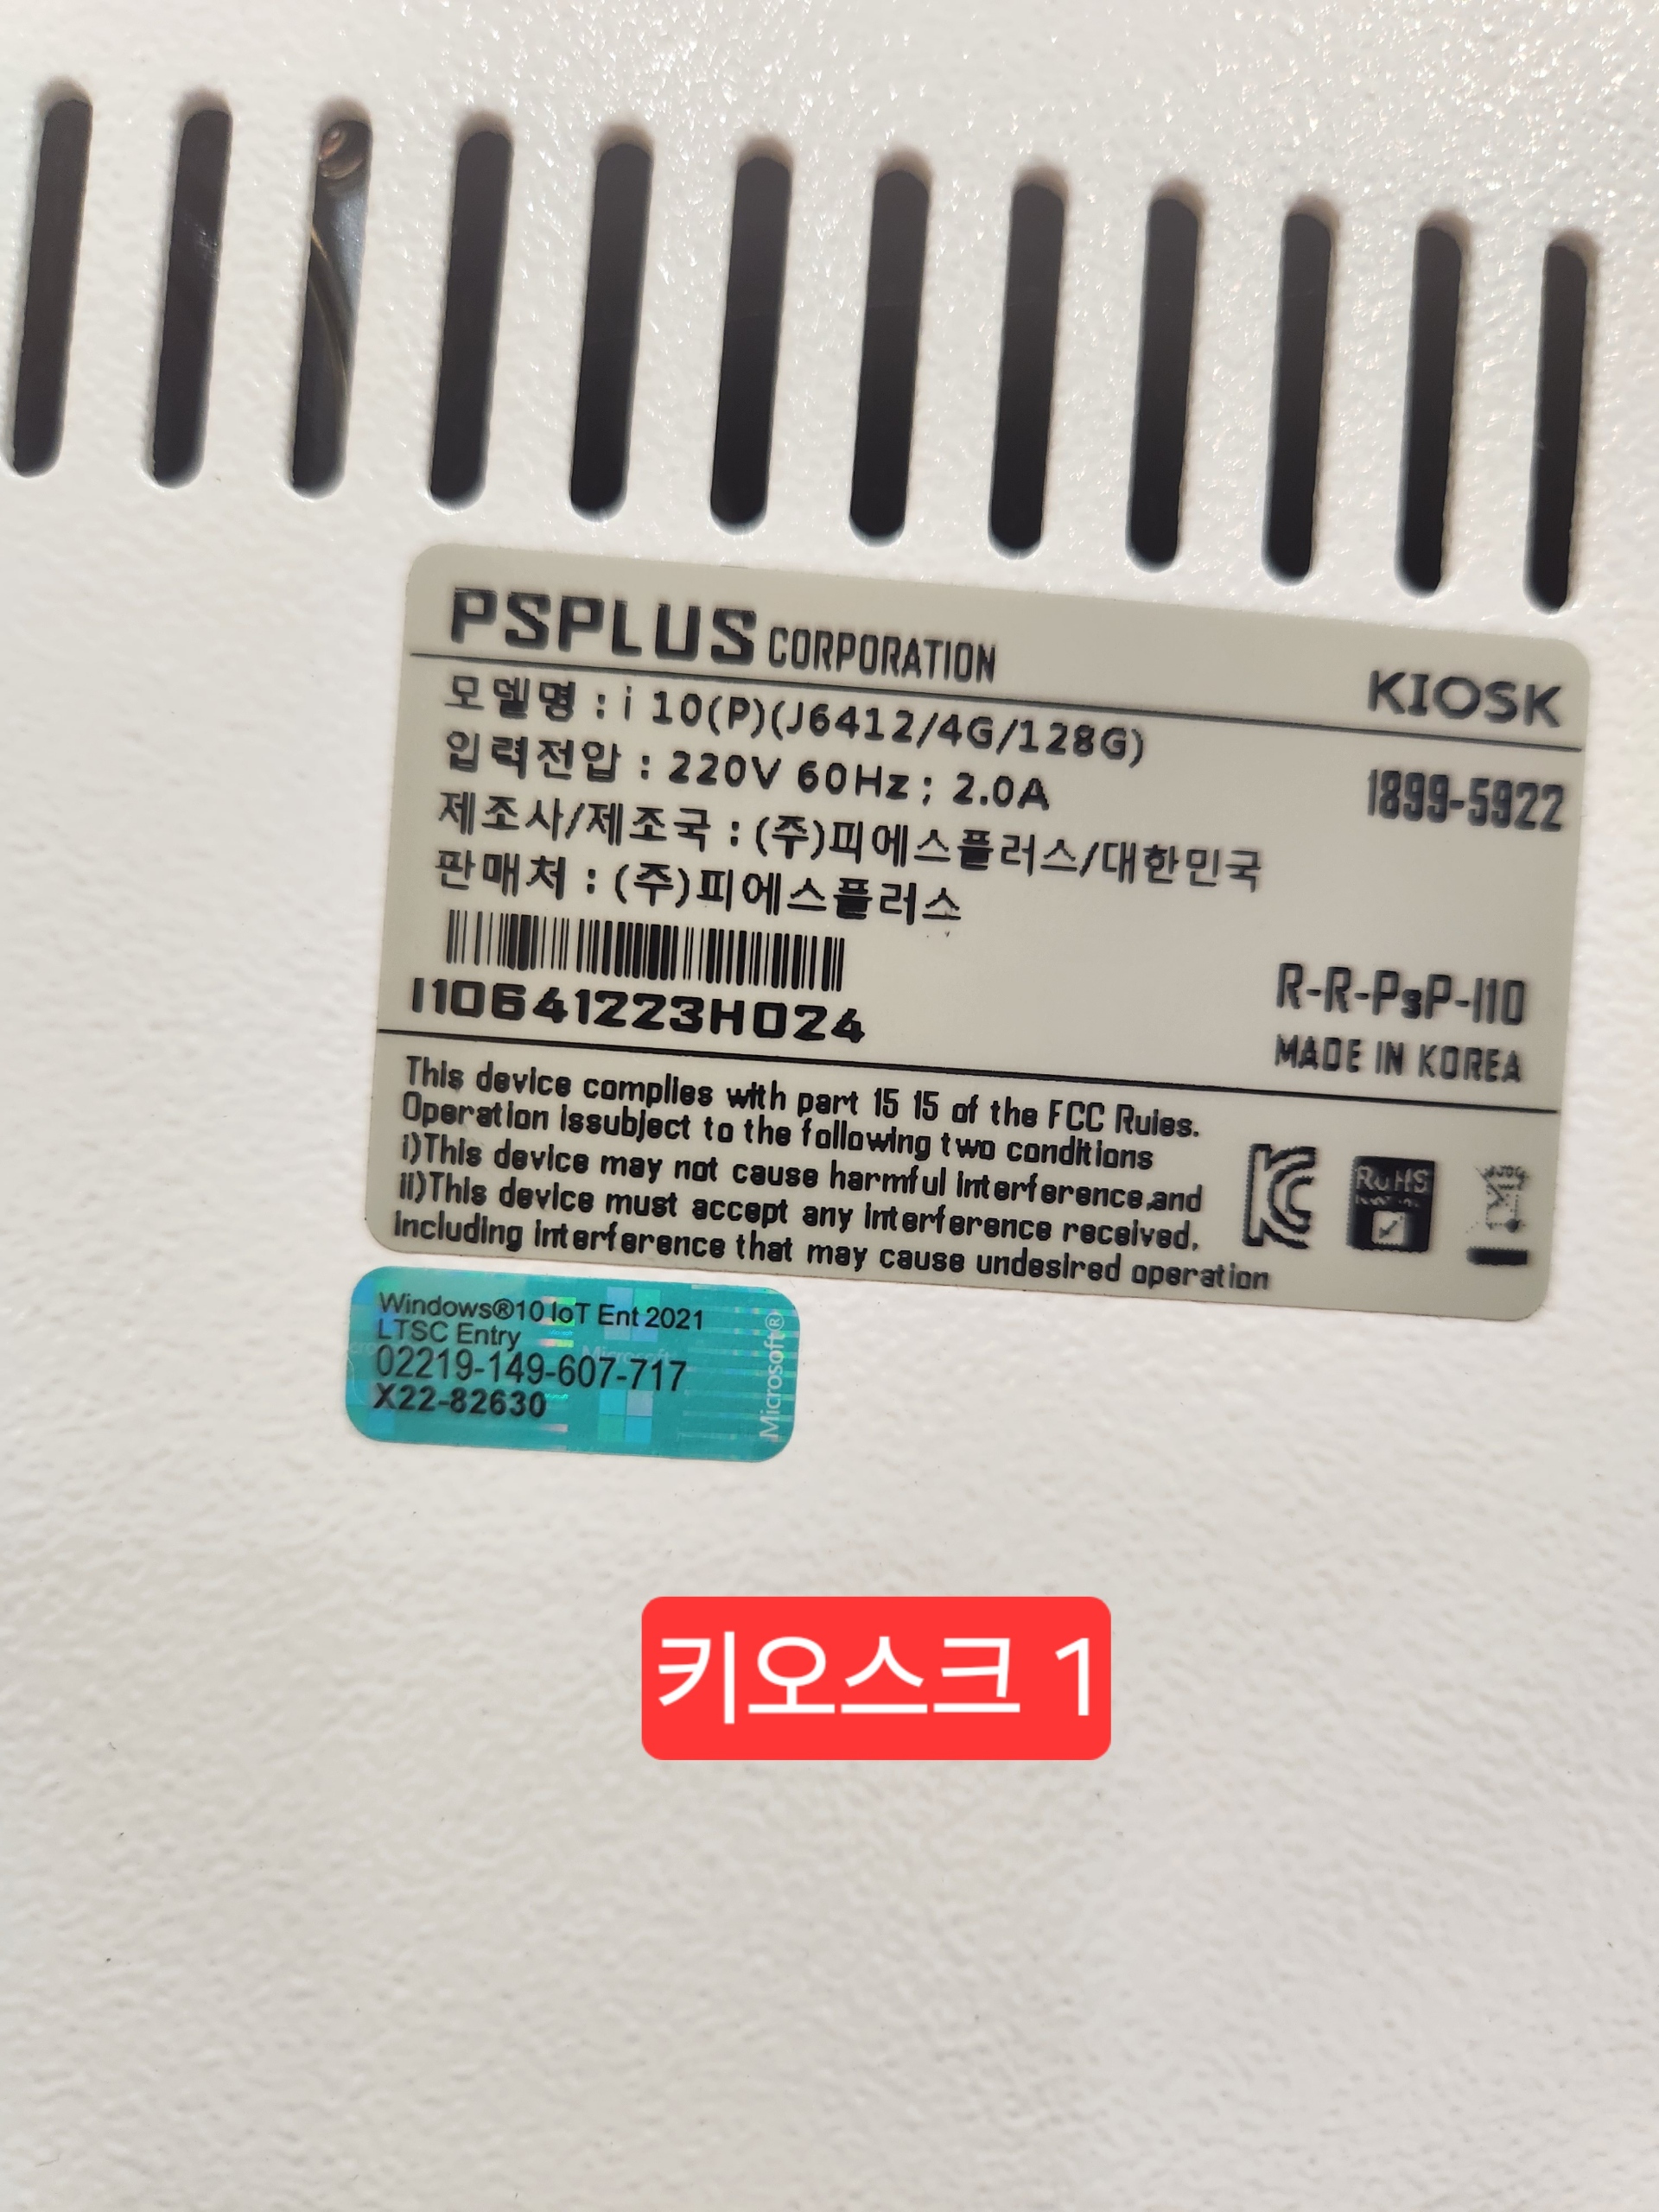 PSPLUS CORPORATION
KIOSK
모델명 : i 10(P)(J6412/4G/128G)
입력전압 : 220V 60Hz ; 2.0A
1899-5922
제조사/제조국 : (주)피에스플러스/대한민국
판매처 : (주)피에스플러스
I10641223H024
R-R-PsP-I10
MADE IN KOREA
This device complies with part 15 15 of the FCC Rules.
Operation issubject to the following two conditions
i)This device may not cause harmful interference,and
ii)This device must accept any interference received,
including interference that may cause undesired operation
RoHS
Windows®10 IoT Ent 2021
LTSC Entry
02219-149-607-717
X22-82630
Microsoft®
키오스크 1